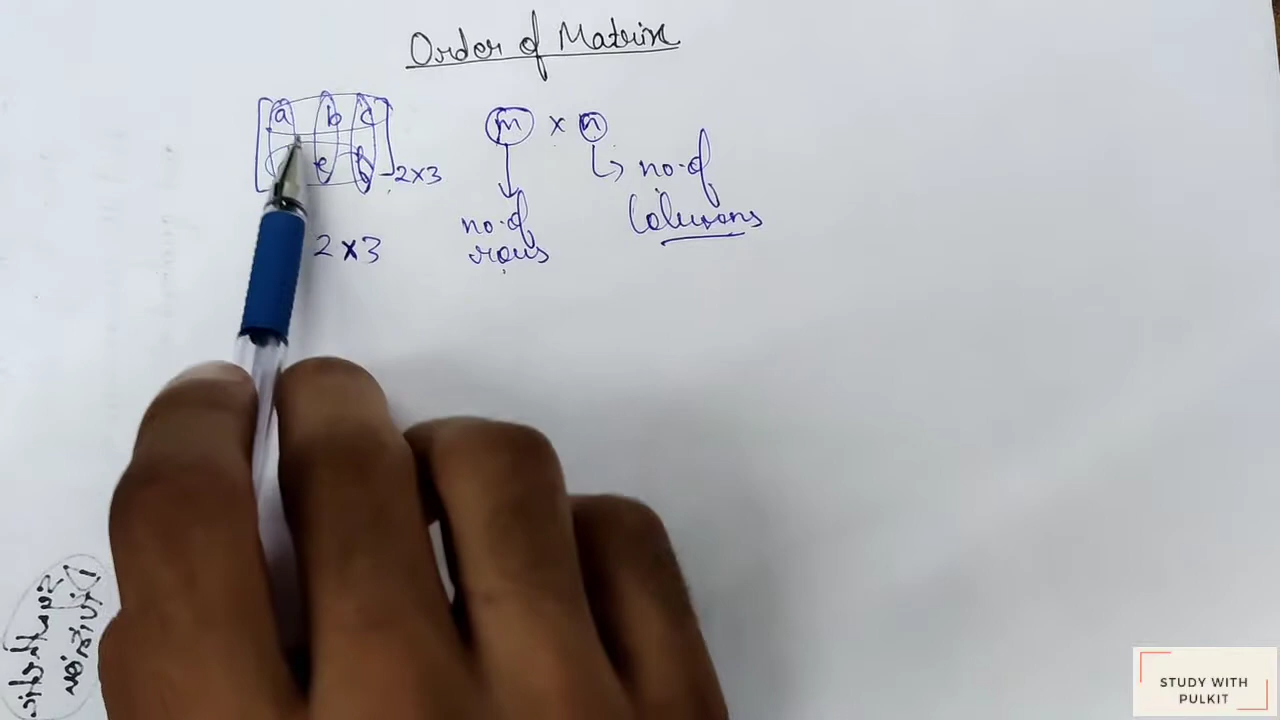 Order of Matrix
a b c
e f
2×3
m × n
no. of
rows
no. of
Columns
2×3
STUDY WITH
PULKIT